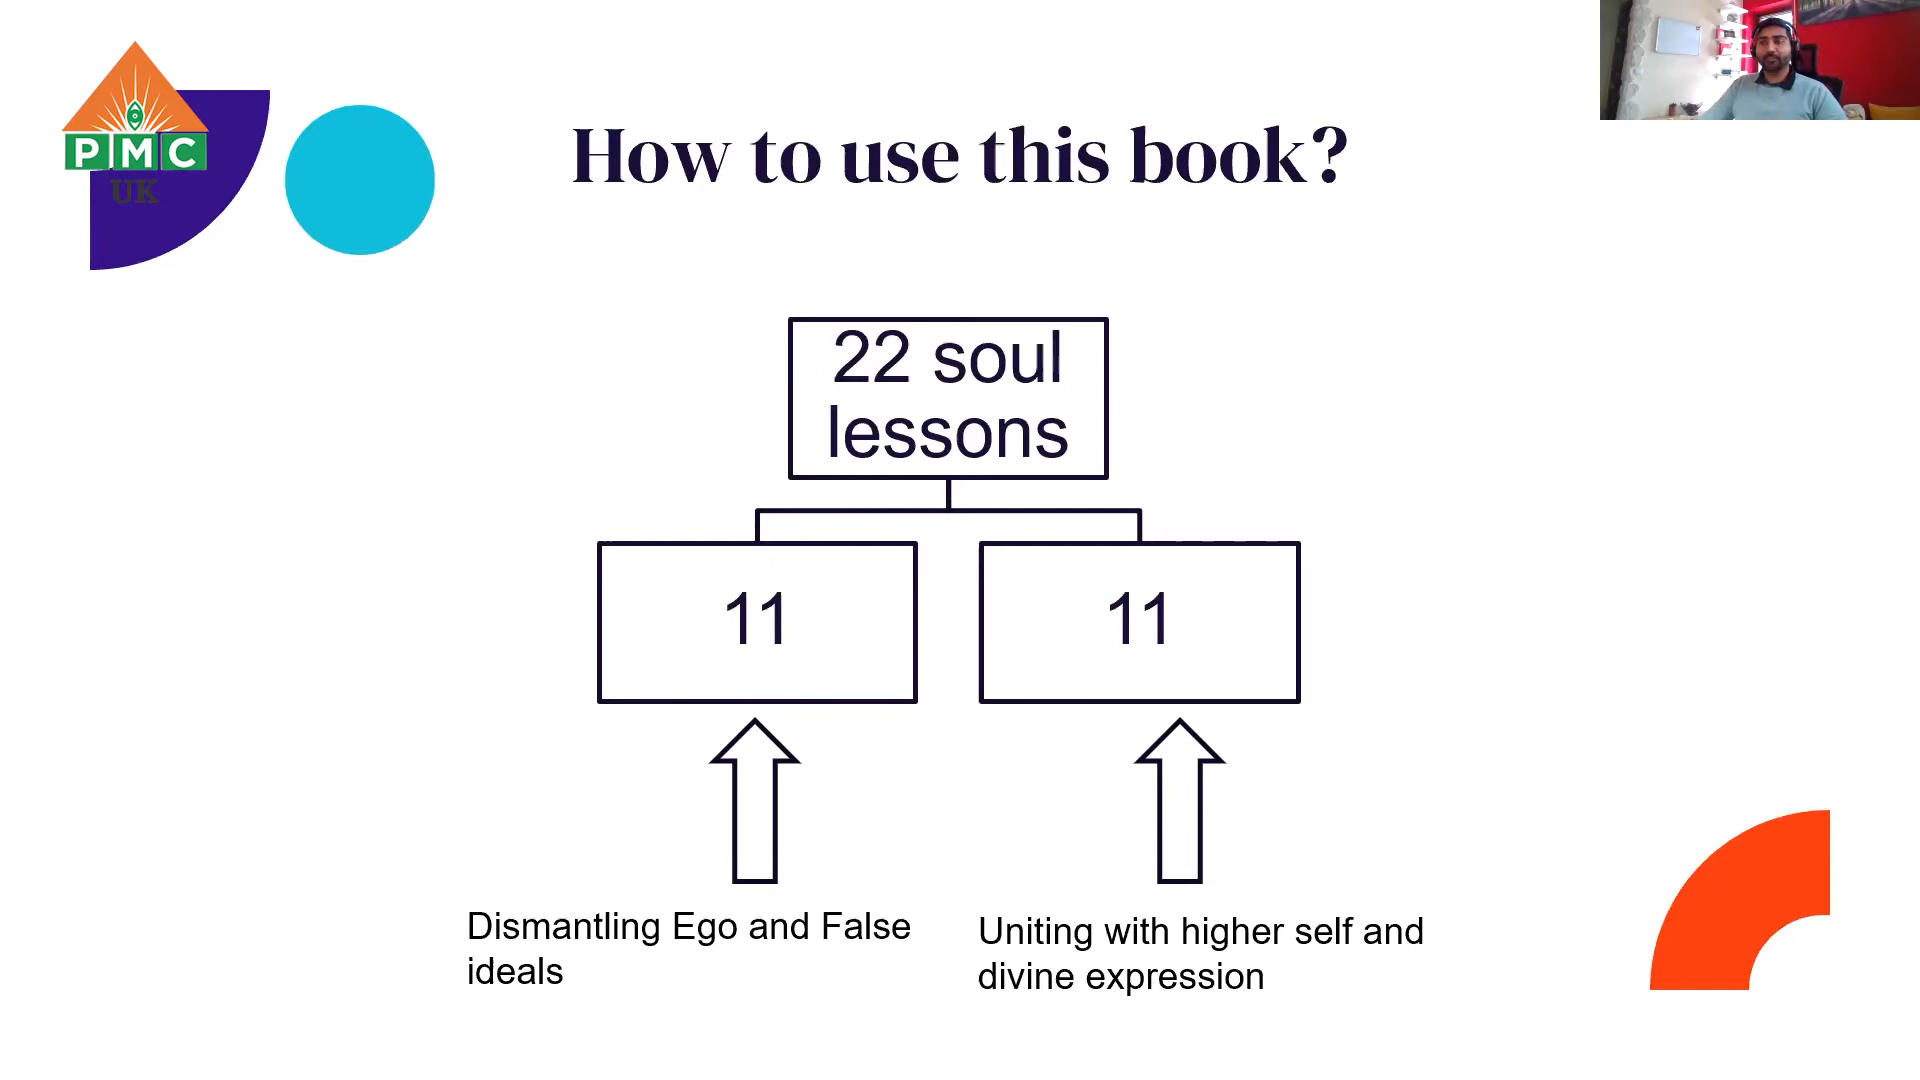 PMC
UK
How to use this book?
22 soul
lessons
11
11
Dismantling Ego and False
ideals
Uniting with higher self and
divine expression